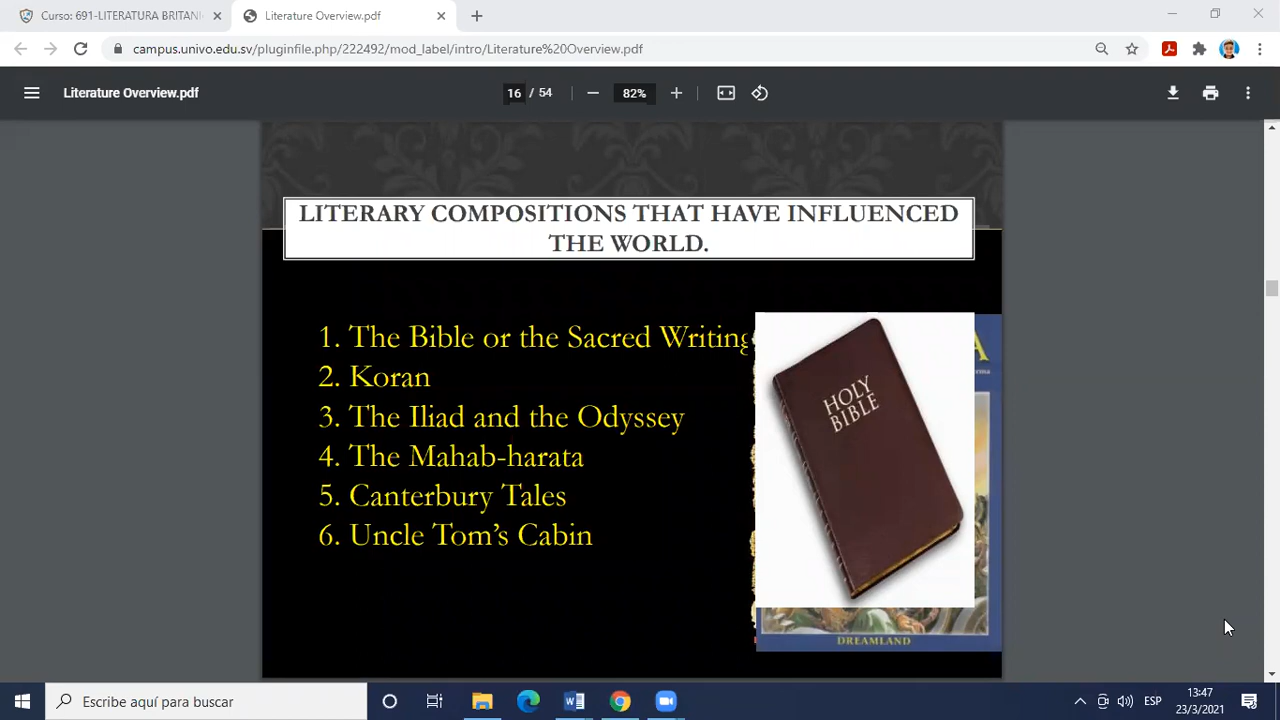 Curso: 691-LITERATURA BRITANI
Literature Overview.pdf
campus.univo.edu.sv/pluginfile.php/222492/mod_label/intro/Literature%20Overview.pdf
Literature Overview.pdf
16 / 54
82%
LITERARY COMPOSITIONS THAT HAVE INFLUENCED
THE WORLD.
1. The Bible or the Sacred Writing
2. Koran
3. The Iliad and the Odyssey
4. The Mahab-harata
5. Canterbury Tales
6. Uncle Tom's Cabin
HOLY
BIBLE
A
DREAMLAND
Escribe aquí para buscar
ESP
13:47
23/3/2021